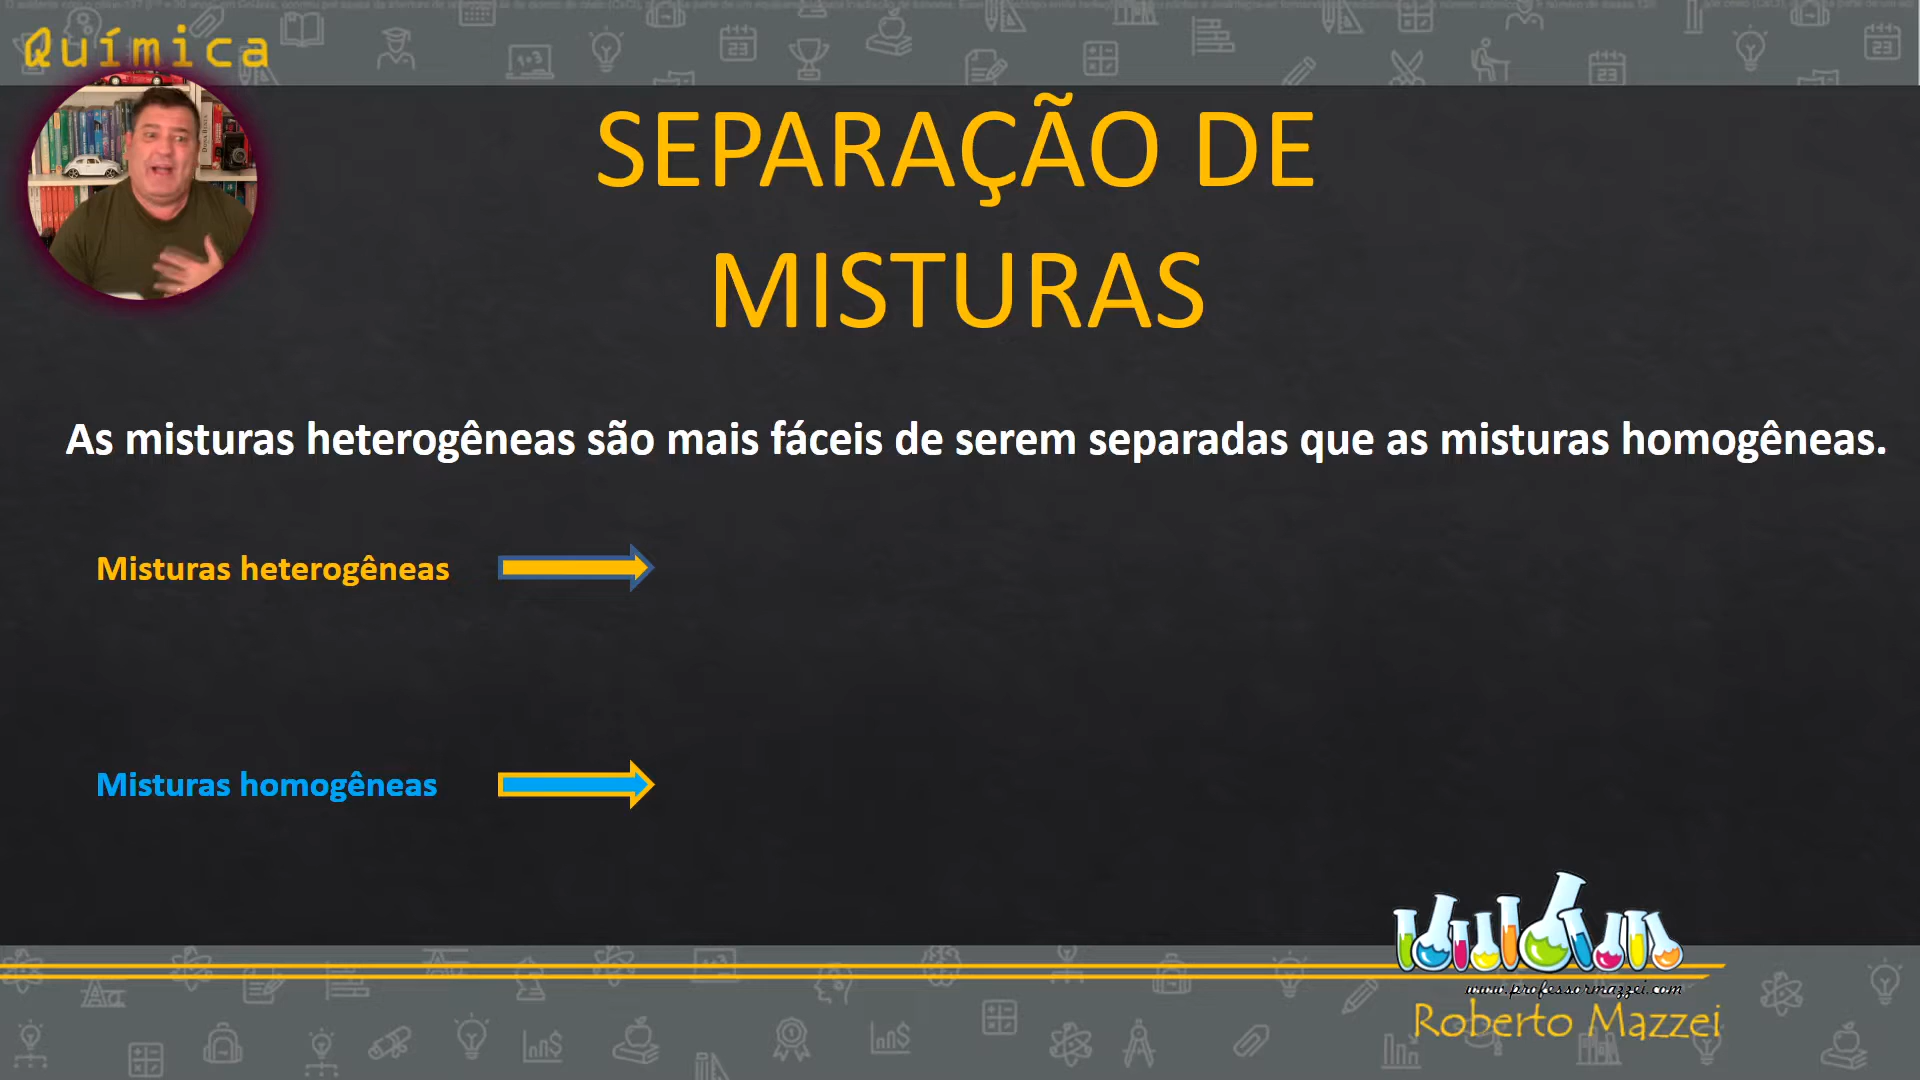 Química
SEPARAÇÃO DE
MISTURAS
As misturas heterogêneas são mais fáceis de serem separadas que as misturas homogêneas.
Misturas heterogêneas
Misturas homogêneas
www.professormazzei.com
Roberto Mazzei